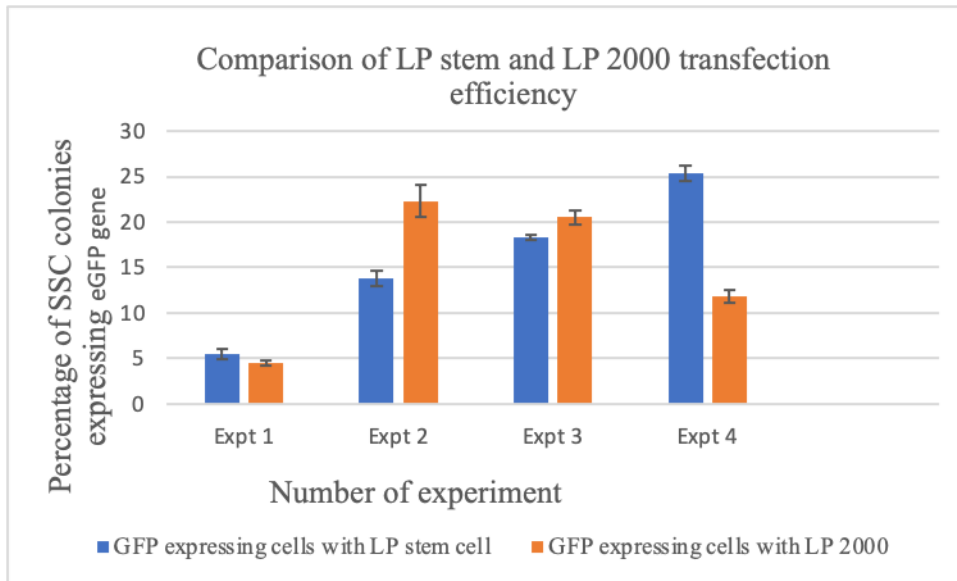 Comparison of LP stem and LP 2000 transfection
efficiency
Percentage of SSC colonies
expressing eGFP gene
30
25
20
15
10
5
0
Expt 1 Expt 2 Expt 3 Expt 4
Number of experiment
GFP expressing cells with LP stem cell GFP expressing cells with LP 2000